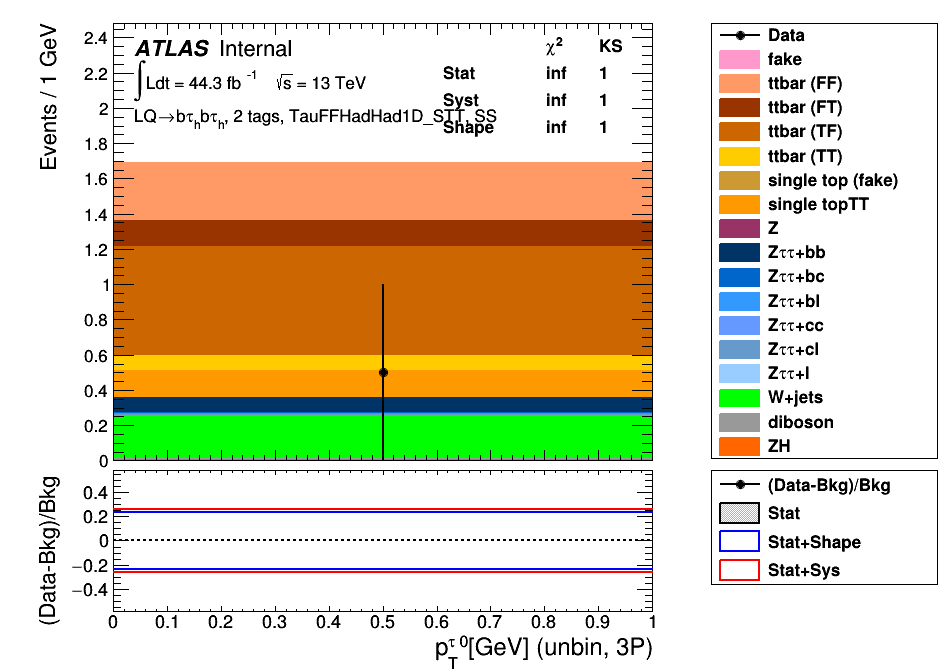 Events / 1 GeV
2.4
2.2
2
1.8
1.6
1.4
1.2
1
0.8
0.6
0.4
0.2
0
ATLAS Internal
∫Ldt = 44.3 fb⁻¹ √s = 13 TeV
LQ→bτₕbτₕ, 2 tags, TauFFHadHad1D_STT, SS
χ² KS
Stat inf 1
Syst inf 1
Shape inf 1
Data
fake
ttbar (FF)
ttbar (FT)
ttbar (TF)
ttbar (TT)
single top (fake)
single topTT
Z
Zττ+bb
Zττ+bc
Zττ+bl
Zττ+cc
Zττ+cl
Zττ+l
W+jets
diboson
ZH
(Data-Bkg)/Bkg
0.4
0.2
0
−0.2
−0.4
0 0.1 0.2 0.3 0.4 0.5 0.6 0.7 0.8 0.9 1
p_T^τ 0[GeV] (unbin, 3P)
(Data-Bkg)/Bkg
Stat
Stat+Shape
Stat+Sys